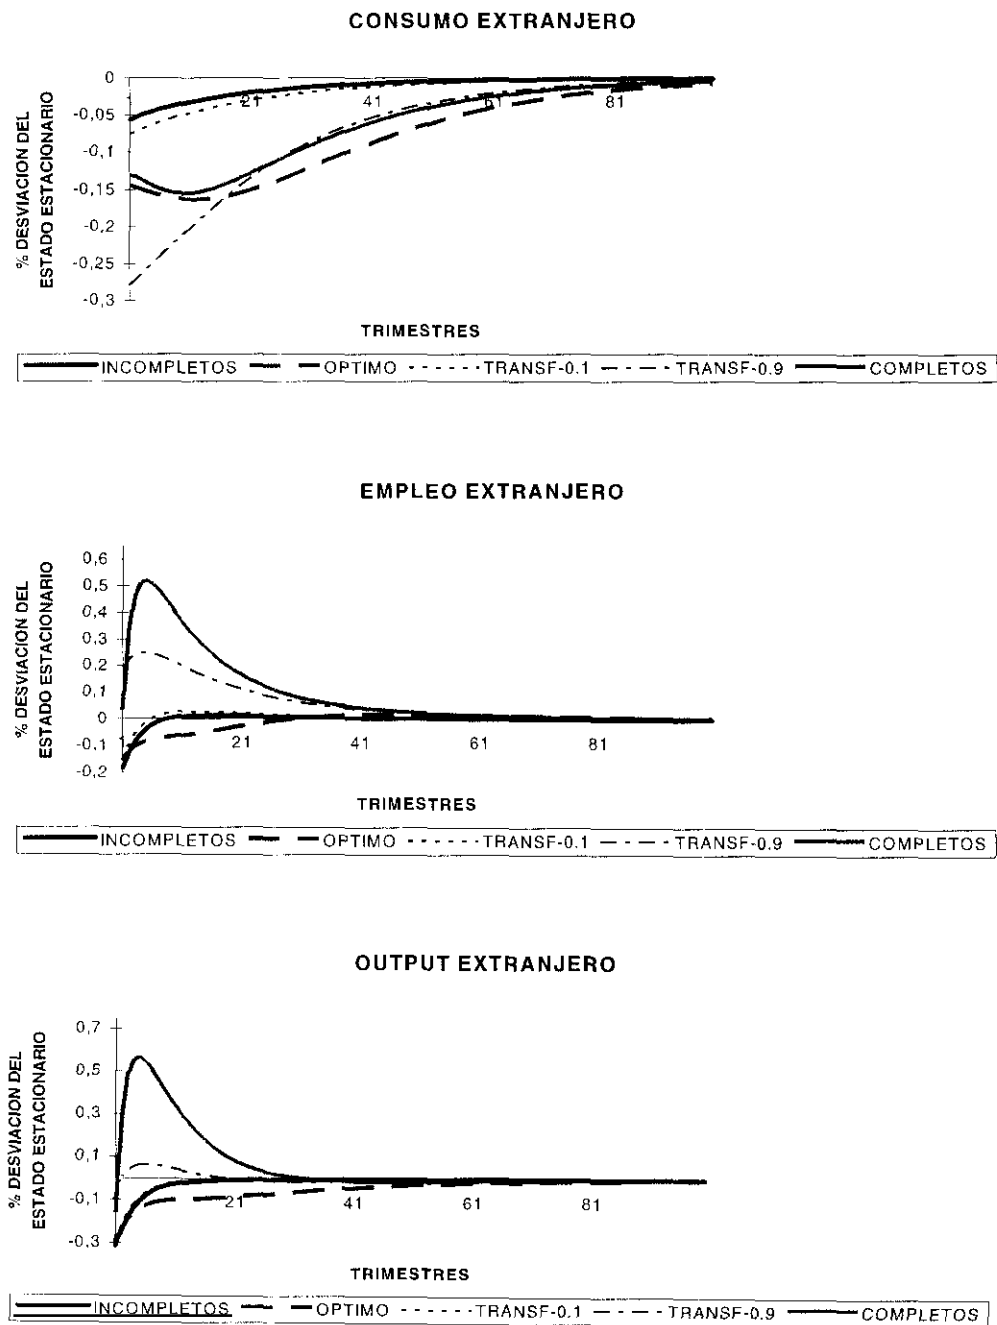 CONSUMO EXTRANJERO
% DESVIACION DEL
ESTADO ESTACIONARIO
0
-0,05
-0,1
-0,15
-0,2
-0,25
-0,3
1
21
41
61
81
TRIMESTRES
INCOMPLETOS OPTIMO TRANSF-0.1 TRANSF-0.9 COMPLETOS
EMPLEO EXTRANJERO
% DESVIACION DEL
ESTADO ESTACIONARIO
0,6
0,5
0,4
0,3
0,2
0,1
0
-0,1
-0,2
1
21
41
61
81
TRIMESTRES
INCOMPLETOS OPTIMO TRANSF-0.1 TRANSF-0.9 COMPLETOS
OUTPUT EXTRANJERO
% DESVIACION DEL
ESTADO ESTACIONARIO
0,7
0,5
0,3
0,1
-0,1
-0,3
21
41
61
81
TRIMESTRES
INCOMPLETOS OPTIMO TRANSF-0.1 TRANSF-0.9 COMPLETOS